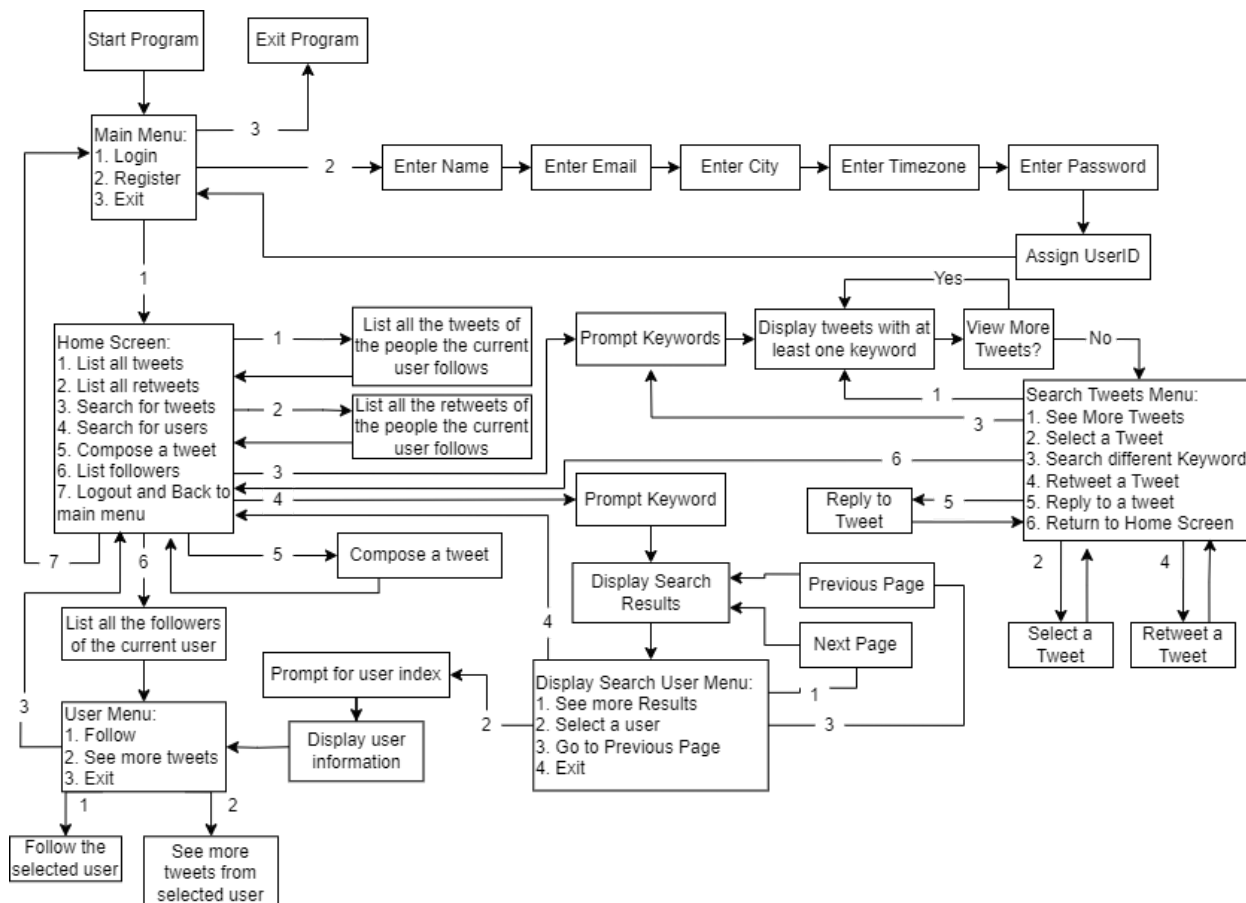 Start Program
Exit Program
Main Menu:
1. Login
2. Register
3. Exit
3
2
Enter Name
Enter Email
Enter City
Enter Timezone
Enter Password
Assign UserID
1
Yes
Home Screen:
1. List all tweets
2. List all retweets
3. Search for tweets
4. Search for users
5. Compose a tweet
6. List followers
7. Logout and Back to
main menu
1
List all the tweets of
the people the current
user follows
2
List all the retweets of
the people the current
user follows
3
4
Prompt Keywords
Display tweets with at
least one keyword
View More
Tweets?
No
1
3
6
Search Tweets Menu:
1. See More Tweets
2. Select a Tweet
3. Search different Keyword
4. Retweet a Tweet
5. Reply to a tweet
6. Return to Home Screen
Reply to
Tweet
5
2
4
Select a
Tweet
Retweet a
Tweet
Prompt Keyword
7
6
5
Compose a tweet
Display Search
Results
Previous Page
Next Page
4
List all the followers
of the current user
Prompt for user index
2
Display Search User Menu:
1. See more Results
2. Select a user
3. Go to Previous Page
4. Exit
1
3
3
User Menu:
1. Follow
2. See more tweets
3. Exit
Display user
information
1
2
Follow the
selected user
See more
tweets from
selected user